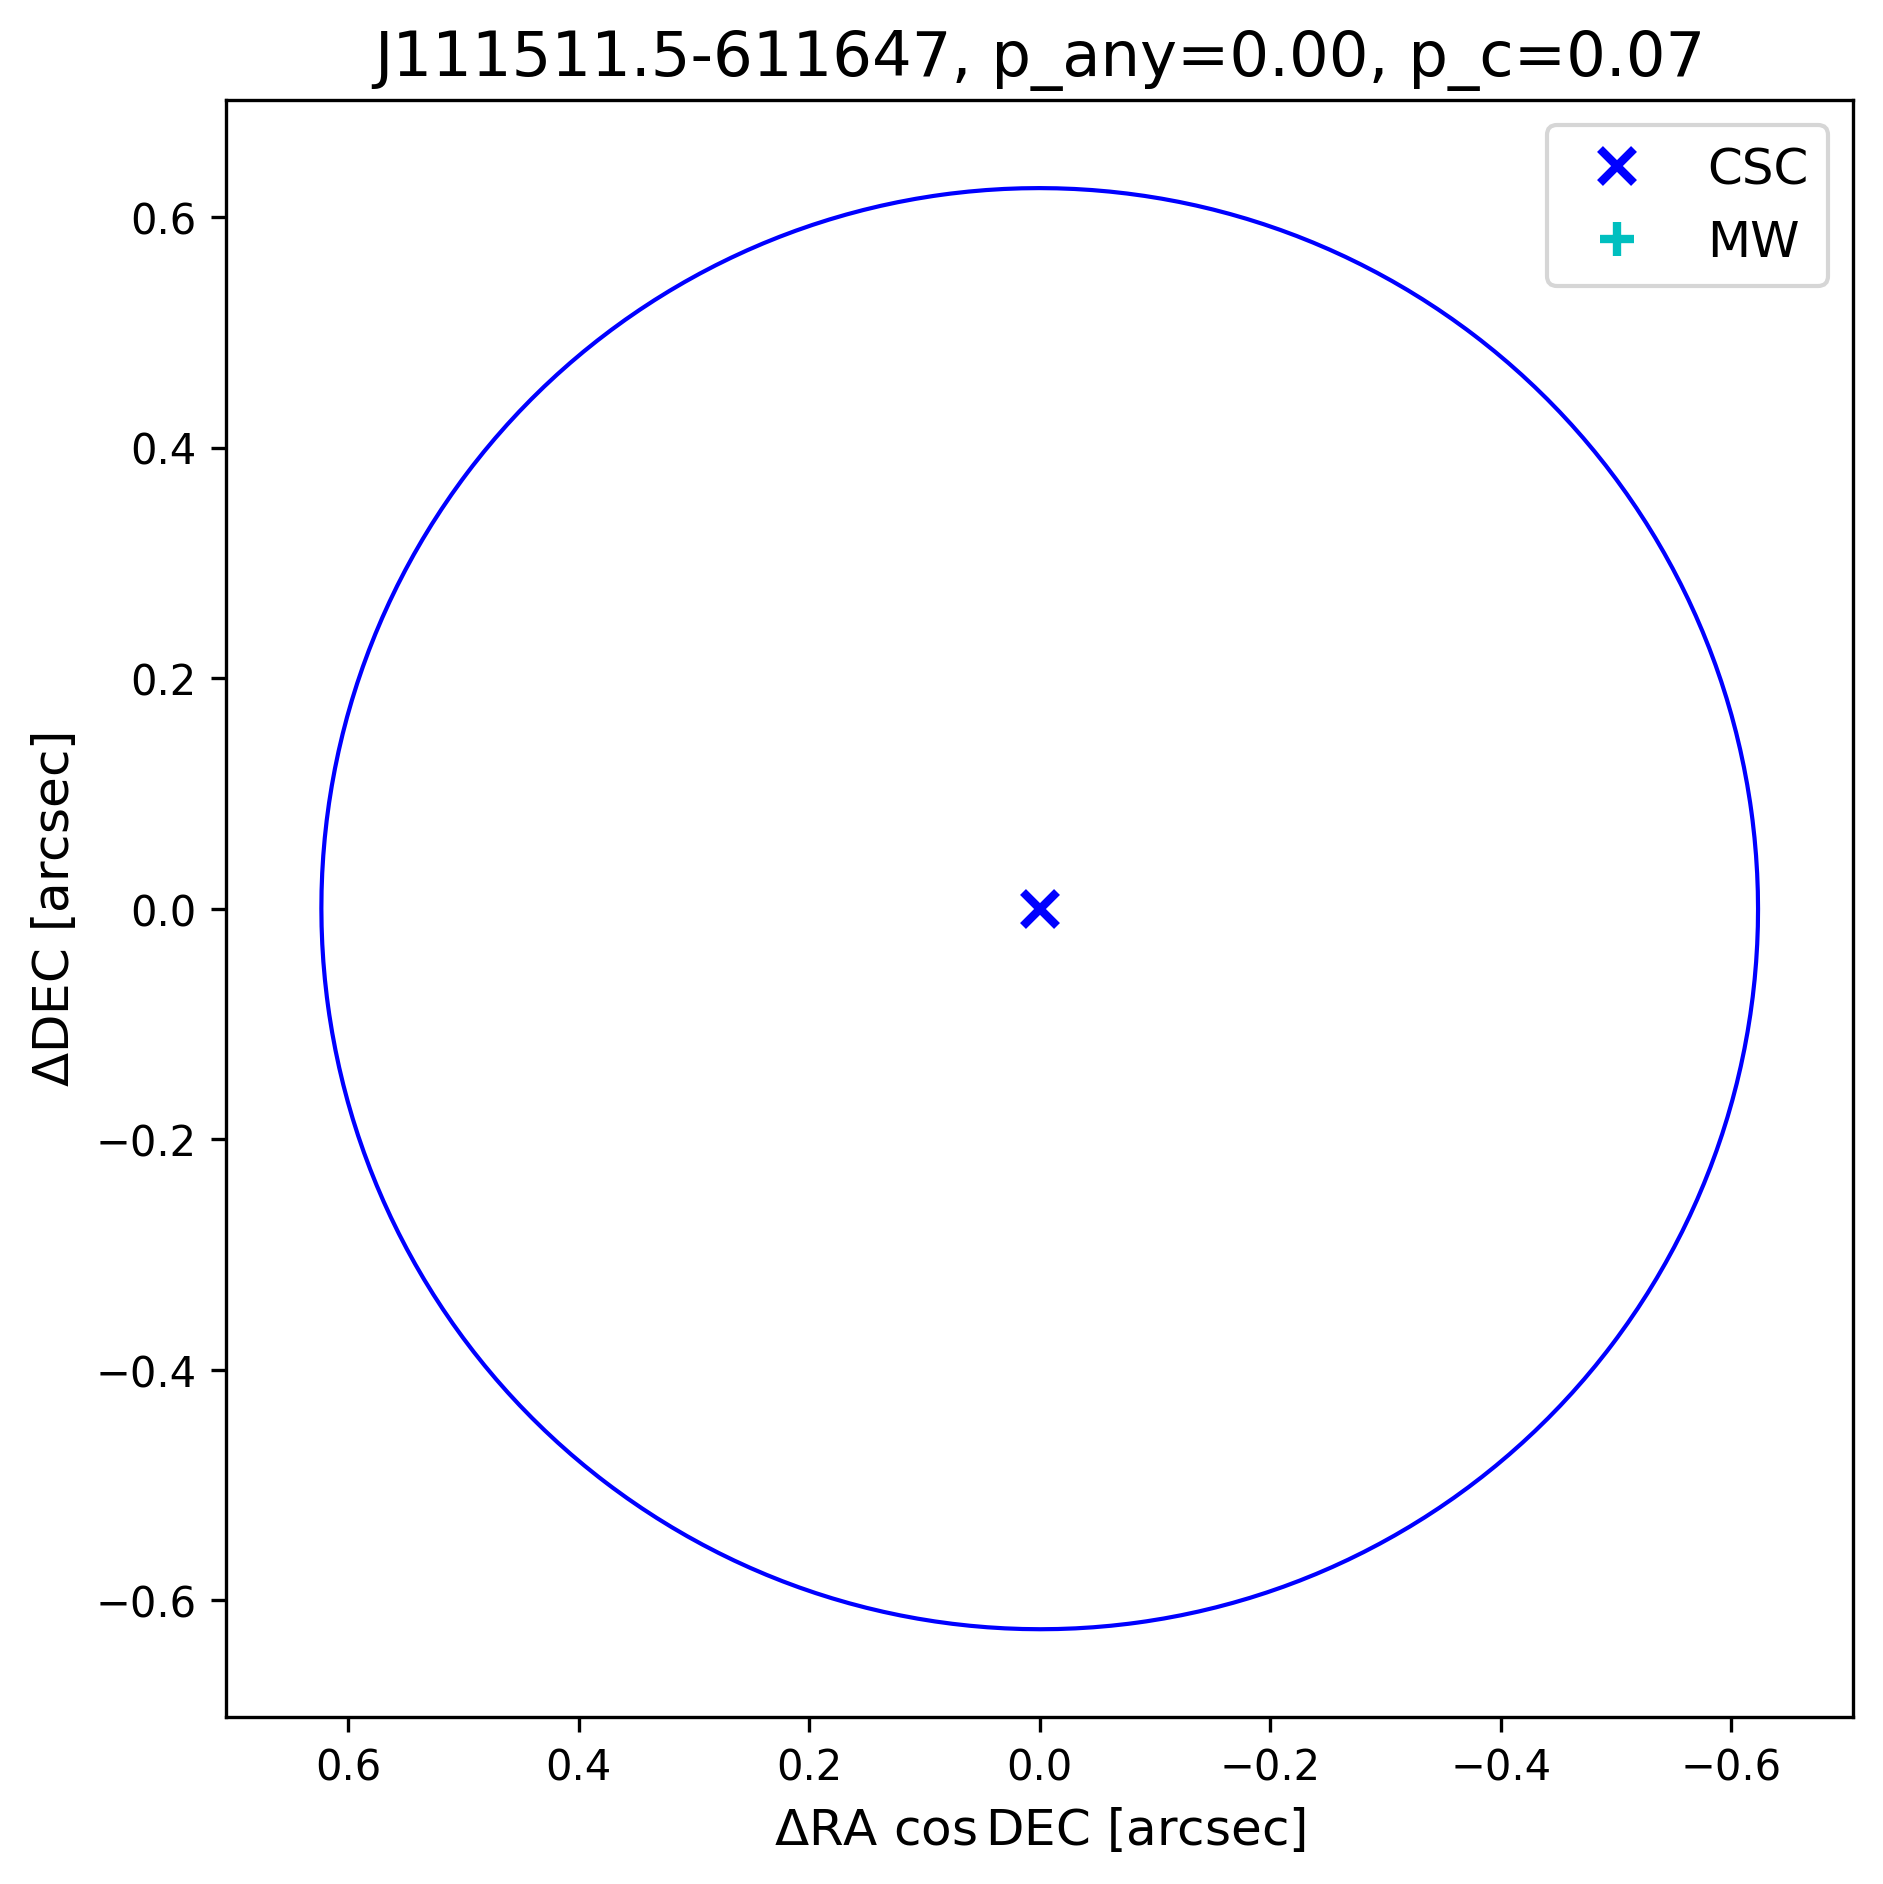 J111511.5-611647, p_any=0.00, p_c=0.07
CSC
MW
0.6
0.4
0.2
0.0
−0.2
−0.4
−0.6
ΔDEC [arcsec]
0.6 0.4 0.2 0.0 −0.2 −0.4 −0.6
ΔRA cos DEC [arcsec]